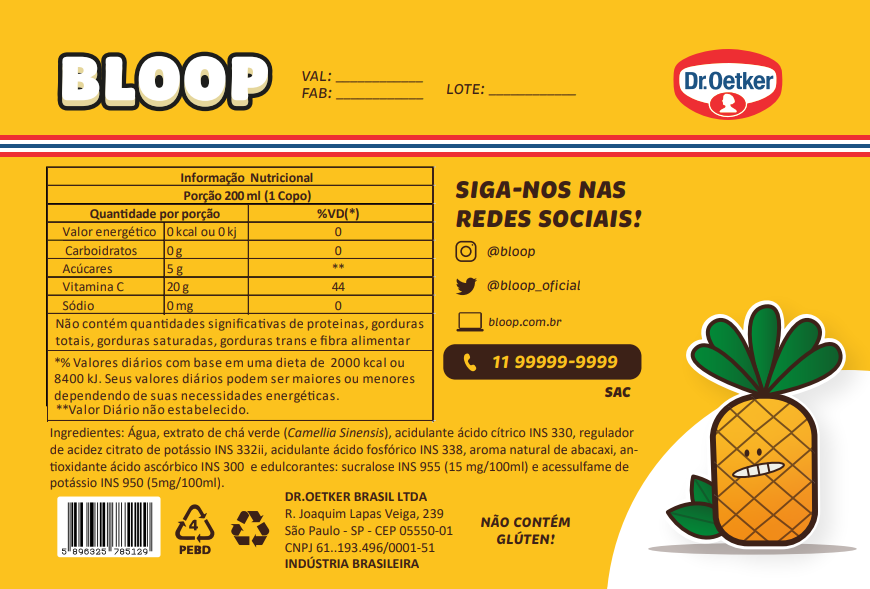 BLOOP
VAL: ____________
FAB: ____________
LOTE: ____________
Dr.Oetker
Informação Nutricional
Porção 200 ml (1 Copo)
Quantidade por porção %VD(*)
Valor energético 0 kcal ou 0 kj 0
Carboidratos 0 g 0
Açúcares 5 g **
Vitamina C 20 g 44
Sódio 0 mg 0
Não contém quantidades significativas de proteinas, gorduras
totais, gorduras saturadas, gorduras trans e fibra alimentar
*% Valores diários com base em uma dieta de 2000 kcal ou
8400 kJ. Seus valores diários podem ser maiores ou menores
dependendo de suas necessidades energéticas.
**Valor Diário não estabelecido.
SIGA-NOS NAS
REDES SOCIAIS!
@bloop
@bloop_oficial
bloop.com.br
11 99999-9999
SAC
Ingredientes: Água, extrato de chá verde (Camellia Sinensis), acidulante ácido cítrico INS 330, regulador
de acidez citrato de potássio INS 332ii, acidulante ácido fosfórico INS 338, aroma natural de abacaxi, an-
tioxidante ácido ascórbico INS 300 e edulcorantes: sucralose INS 955 (15 mg/100ml) e acessulfame de
potássio INS 950 (5mg/100ml).
5 896325 785129
4
PEBD
DR.OETKER BRASIL LTDA
R. Joaquim Lapas Veiga, 239
São Paulo - SP - CEP 05550-01
CNPJ 61..193.496/0001-51
INDÚSTRIA BRASILEIRA
NÃO CONTÉM
GLÚTEN!